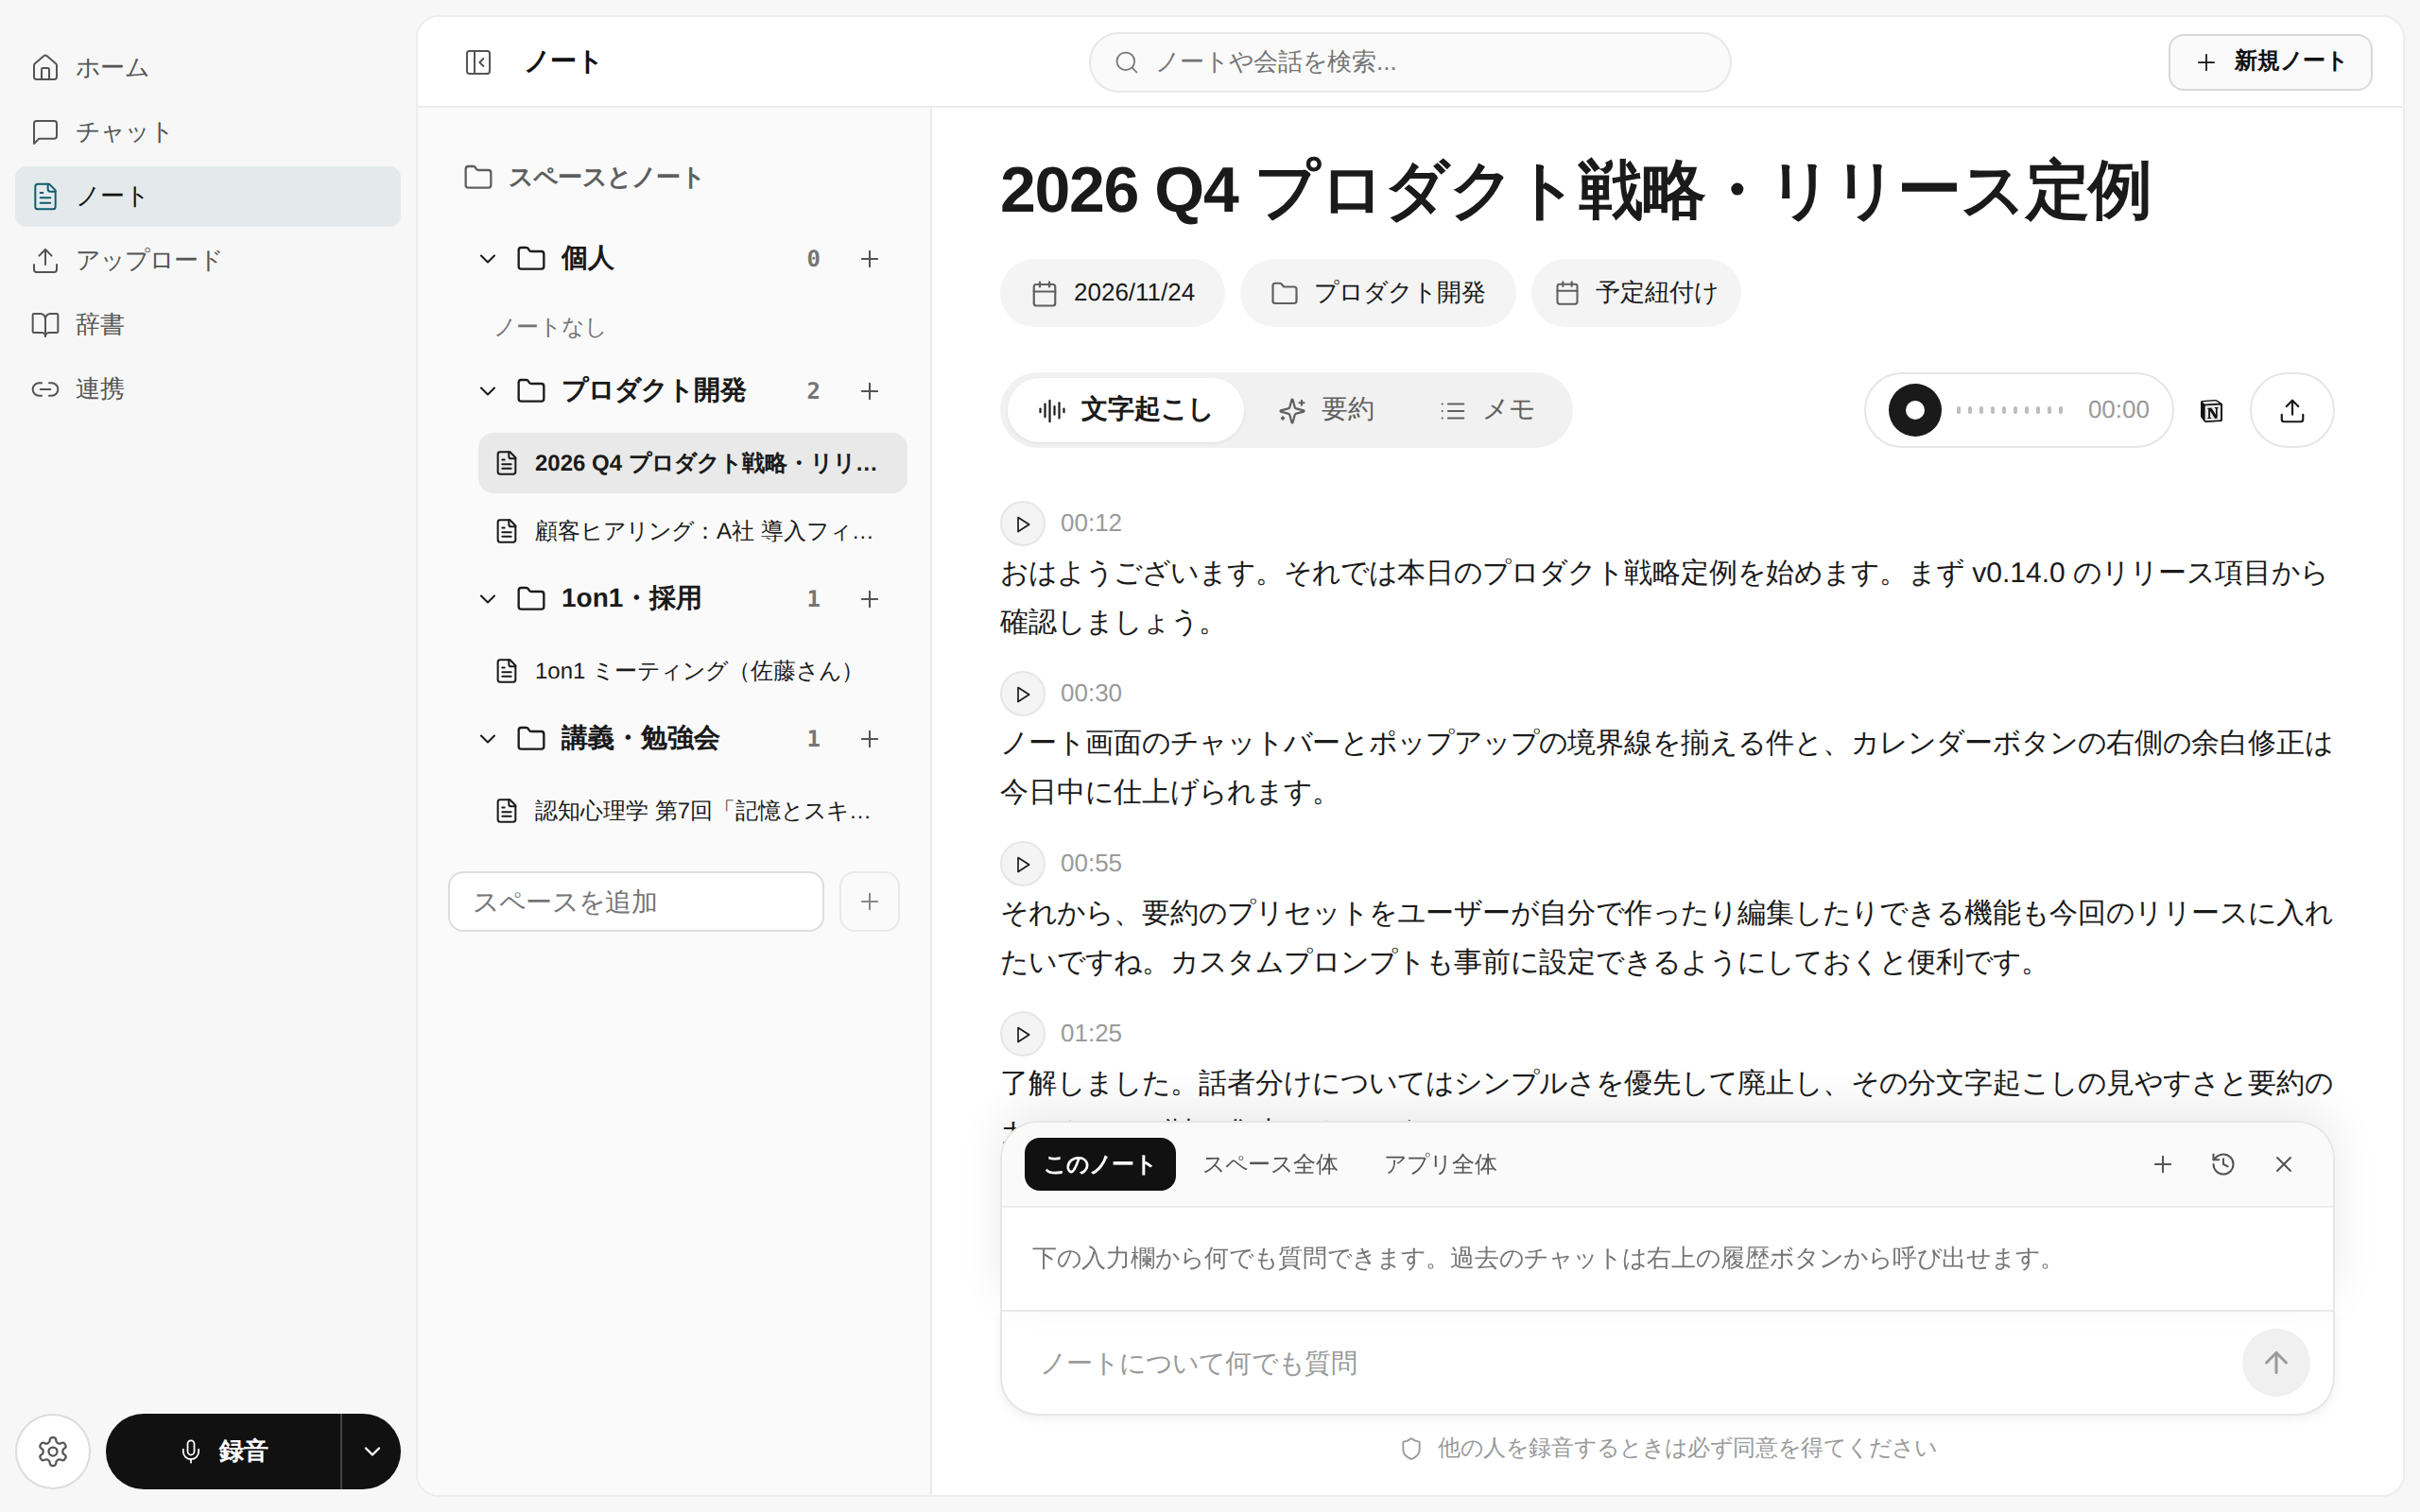 ホーム
チャット
ノート
アップロード
辞書
連携
録音
ノート
ノートや会話を検索...
新規ノート
スペースとノート
個人 0
ノートなし
プロダクト開発 2
2026 Q4 プロダクト戦略・リリ…
顧客ヒアリング：A社 導入フィ…
1on1・採用 1
1on1 ミーティング（佐藤さん）
講義・勉強会 1
認知心理学 第7回「記憶とスキ…
スペースを追加
2026 Q4 プロダクト戦略・リリース定例
2026/11/24 プロダクト開発 予定紐付け
文字起こし 要約 メモ 00:00
00:12
おはようございます。それでは本日のプロダクト戦略定例を始めます。まず v0.14.0 のリリース項目から
確認しましょう。
00:30
ノート画面のチャットバーとポップアップの境界線を揃える件と、カレンダーボタンの右側の余白修正は
今日中に仕上げられます。
00:55
それから、要約のプリセットをユーザーが自分で作ったり編集したりできる機能も今回のリリースに入れ
たいですね。カスタムプロンプトも事前に設定できるようにしておくと便利です。
01:25
了解しました。話者分けについてはシンプルさを優先して廃止し、その分文字起こしの見やすさと要約の
このノート スペース全体 アプリ全体
下の入力欄から何でも質問できます。過去のチャットは右上の履歴ボタンから呼び出せます。
ノートについて何でも質問
他の人を録音するときは必ず同意を得てください